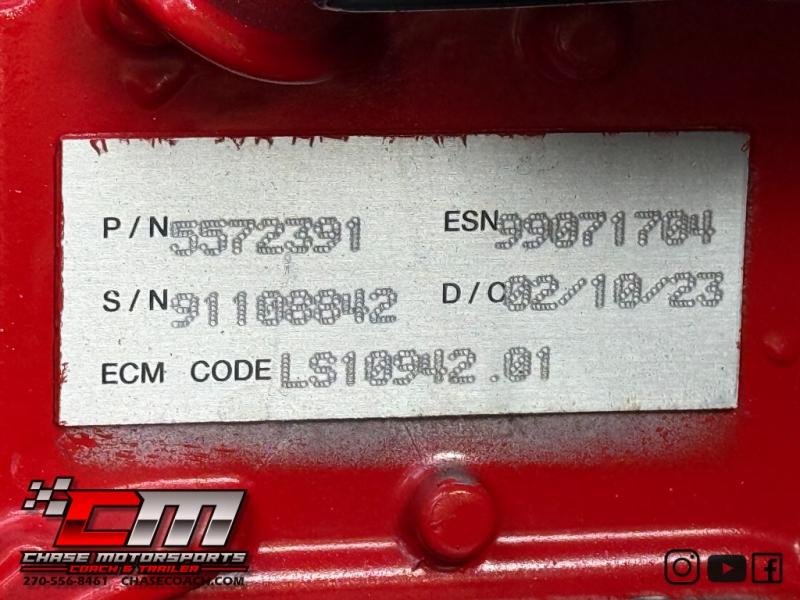 P/N 5572391 ESN 99071704
S/N 91108842 D/C 02/10/23
ECM CODE LS10942.01
CM
CHASE MOTORSPORTS
COACH & TRAILER
270-556-8461 CHASECOACH.COM